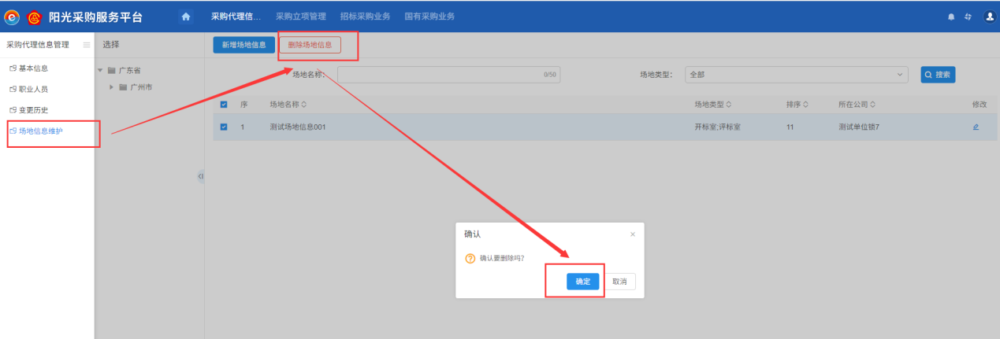 阳光采购服务平台
采购代理信... 采购立项管理 招标采购业务 国有采购业务
采购代理信息管理
选择
新增场地信息
删除场地信息
基本信息
职业人员
变更历史
场地信息维护
广东省
广州市
场地名称:
0/50
场地类型:
全部
搜索
序 场地名称 场地类型 排序 所在公司 修改
1 测试场地信息001 开标室;评标室 11 测试单位锁7
确认
确认要删除吗?
确定
取消